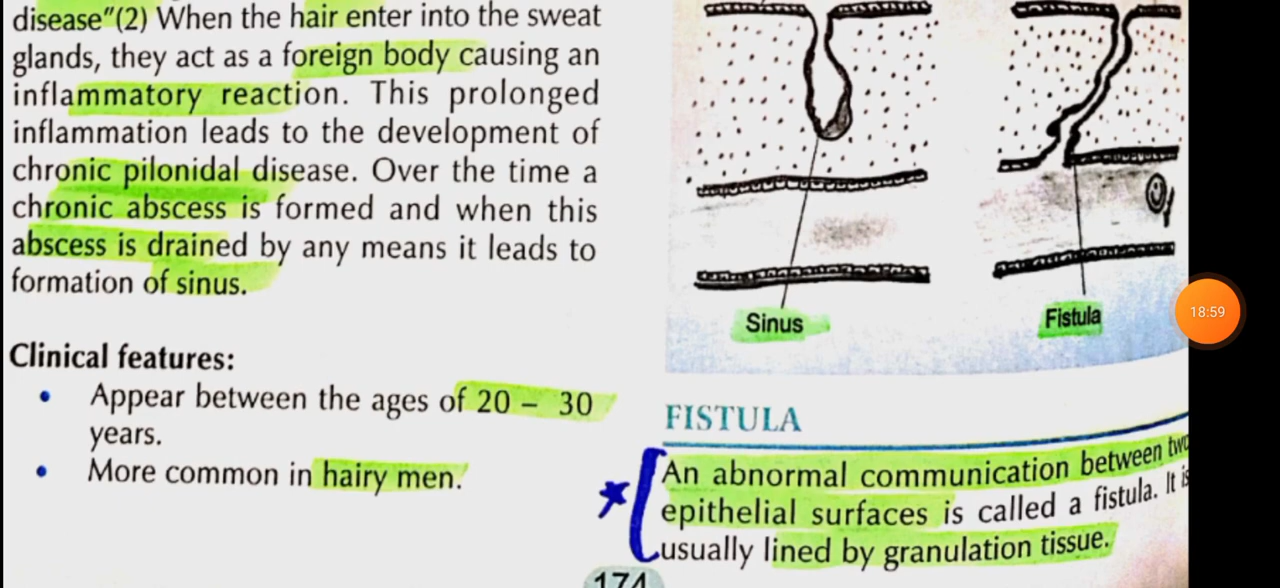 disease"(2) When the hair enter into the sweat
glands, they act as a foreign body causing an
inflammatory reaction. This prolonged
inflammation leads to the development of
chronic pilonidal disease. Over the time a
chronic abscess is formed and when this
abscess is drained by any means it leads to
formation of sinus.
Clinical features:
• Appear between the ages of 20 – 30
years.
• More common in hairy men.
174
Sinus
Fistula
FISTULA
An abnormal communication between two
epithelial surfaces is called a fistula. It is
usually lined by granulation tissue.
18:59